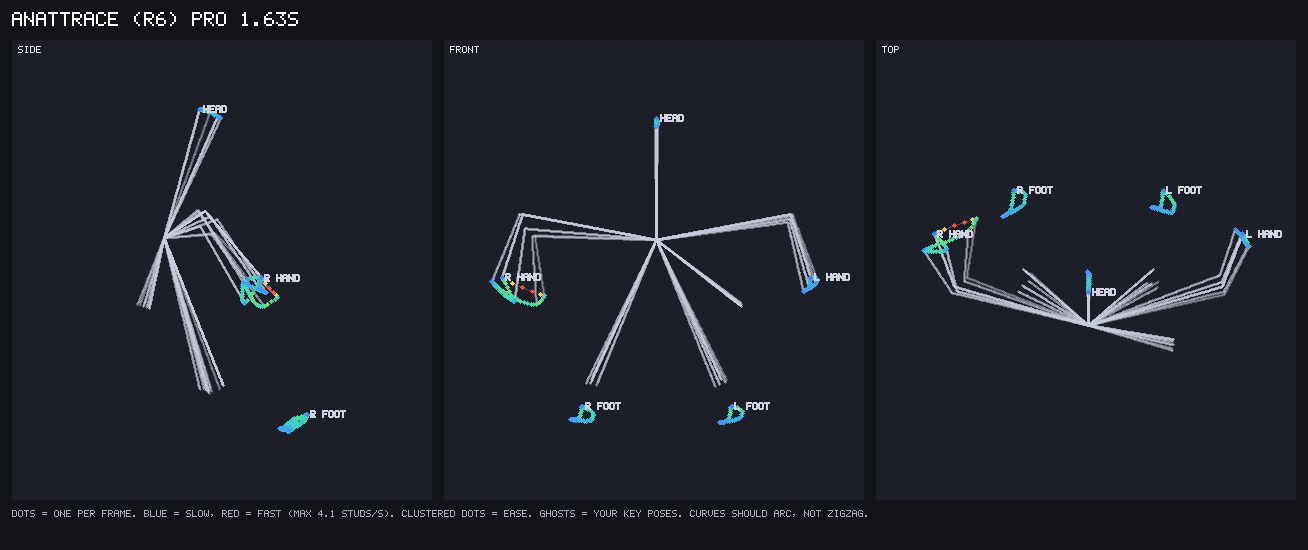 ANATTRACE (R6) PRO 1.63S
SIDE
FRONT
TOP
HEAD
R HAND
R FOOT
HEAD
R HAND
L HAND
R FOOT
L FOOT
R FOOT
L FOOT
R HAND
L HAND
HEAD
DOTS = ONE PER FRAME. BLUE = SLOW, RED = FAST (MAX 4.1 STUDS/S). CLUSTERED DOTS = EASE. GHOSTS = YOUR KEY POSES. CURVES SHOULD ARC, NOT ZIGZAG.